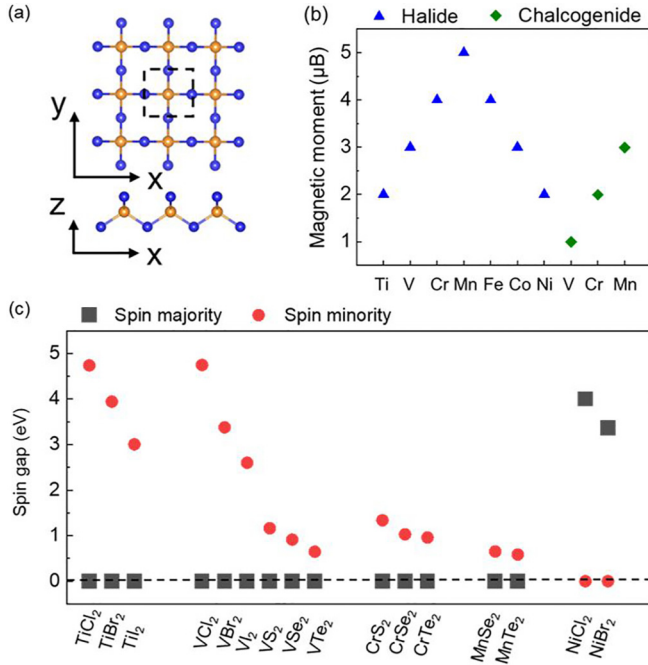 (a)
y
x
z
x
(b)
Halide
Chalcogenide
Magnetic moment (μB)
5
4
3
2
1
Ti V Cr Mn Fe Co Ni V Cr Mn
(c)
Spin majority
Spin minority
Spin gap (eV)
5
4
3
2
1
0
TiCl₂
TiBr₂
TiI₂
VCl₂
VBr₂
VI₂
VS₂
VSe₂
VTe₂
CrS₂
CrSe₂
CrTe₂
MnSe₂
MnTe₂
NiCl₂
NiBr₂